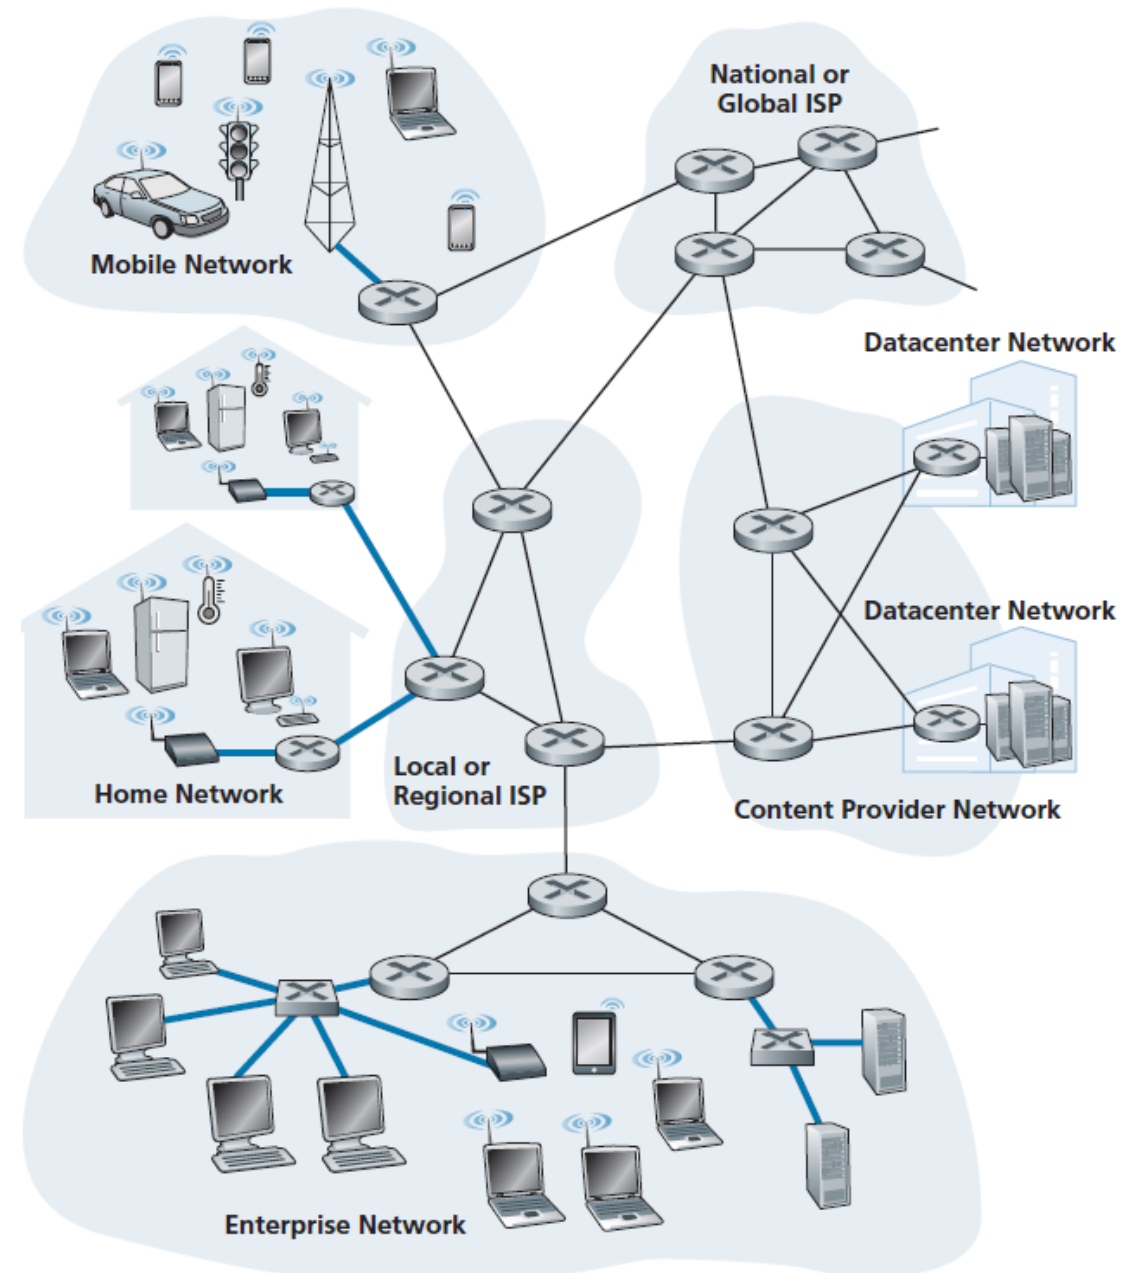 National or
Global ISP
Mobile Network
Datacenter Network
Datacenter Network
Home Network
Local or
Regional ISP
Content Provider Network
Enterprise Network